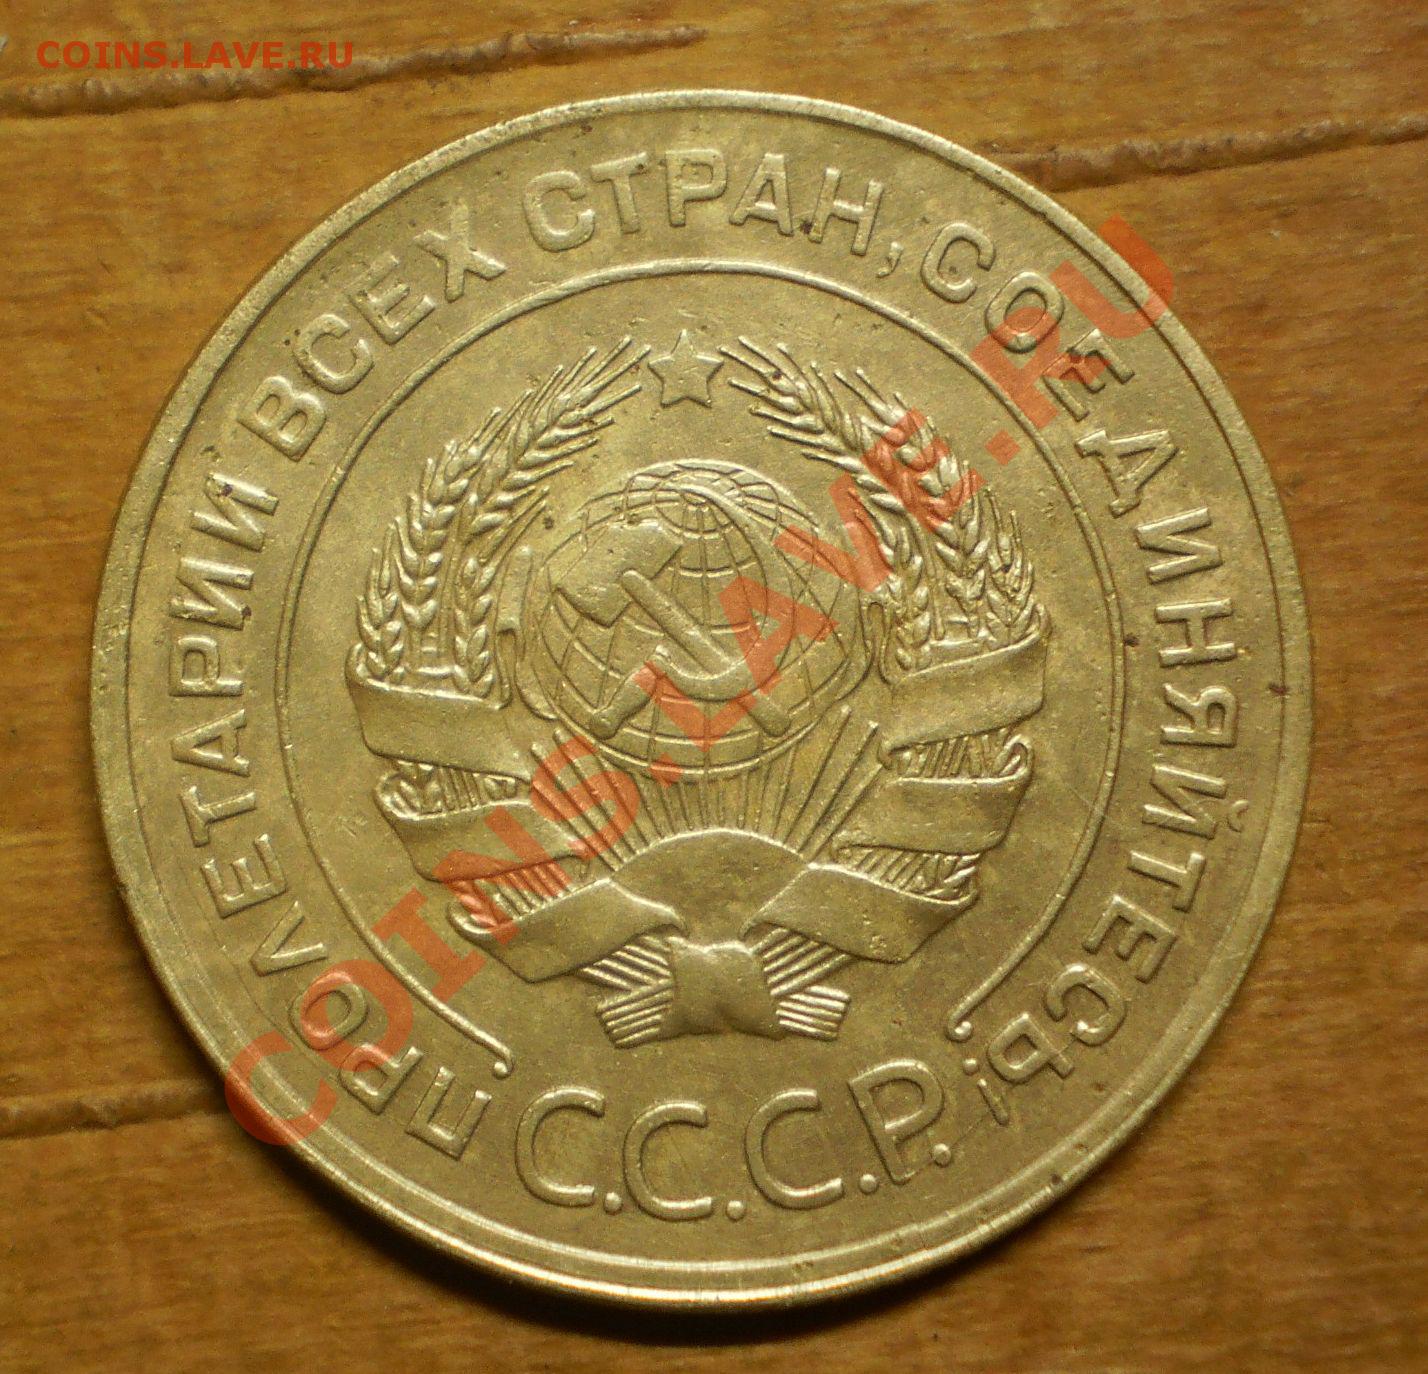 COINS.LAVE.RU
ПРОЛЕТАРИИ ВСЕХ СТРАН, СОЕДИНЯЙТЕСЬ!
С.С.С.Р.
COINS.LAVE.RU